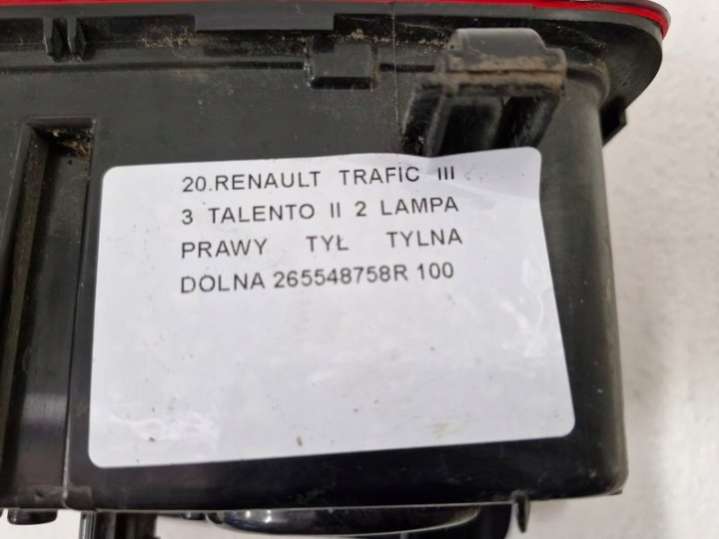 20.RENAULT TRAFIC III
3 TALENTO II 2 LAMPA
PRAWY TYŁ TYLNA
DOLNA 265548758R 100